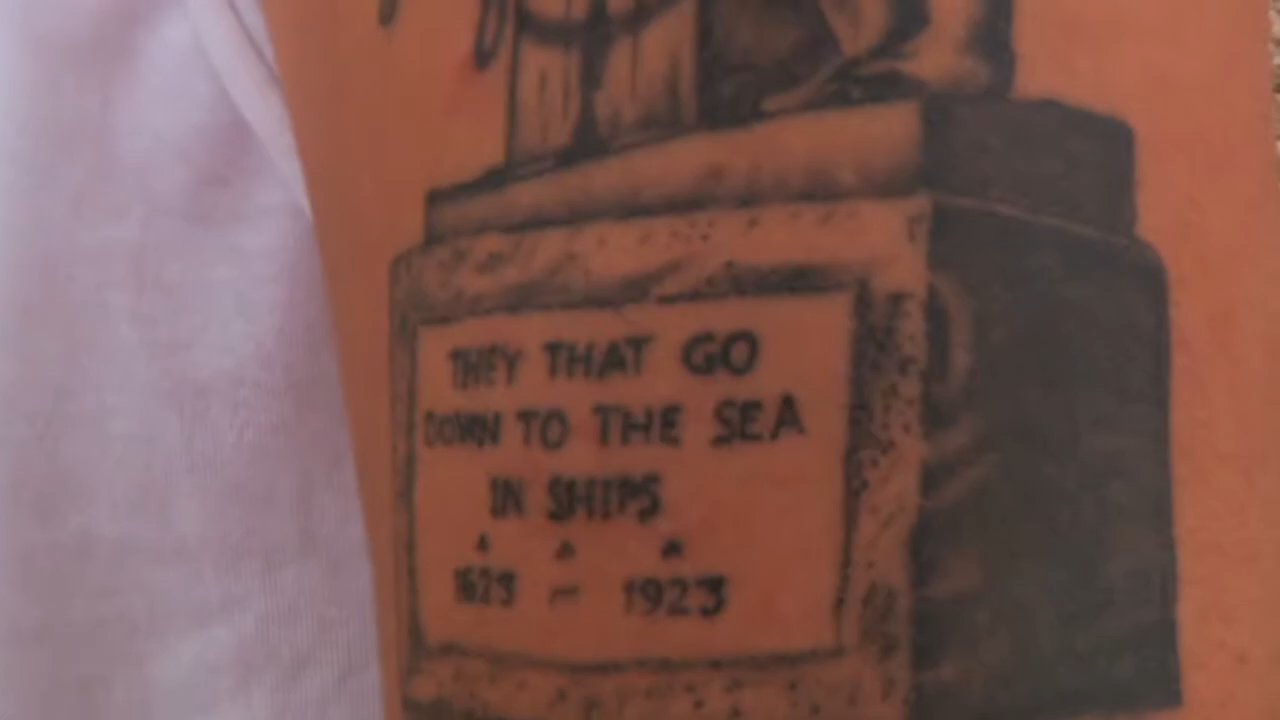 THEY THAT GO
DOWN TO THE SEA
IN SHIPS
1623 - 1923